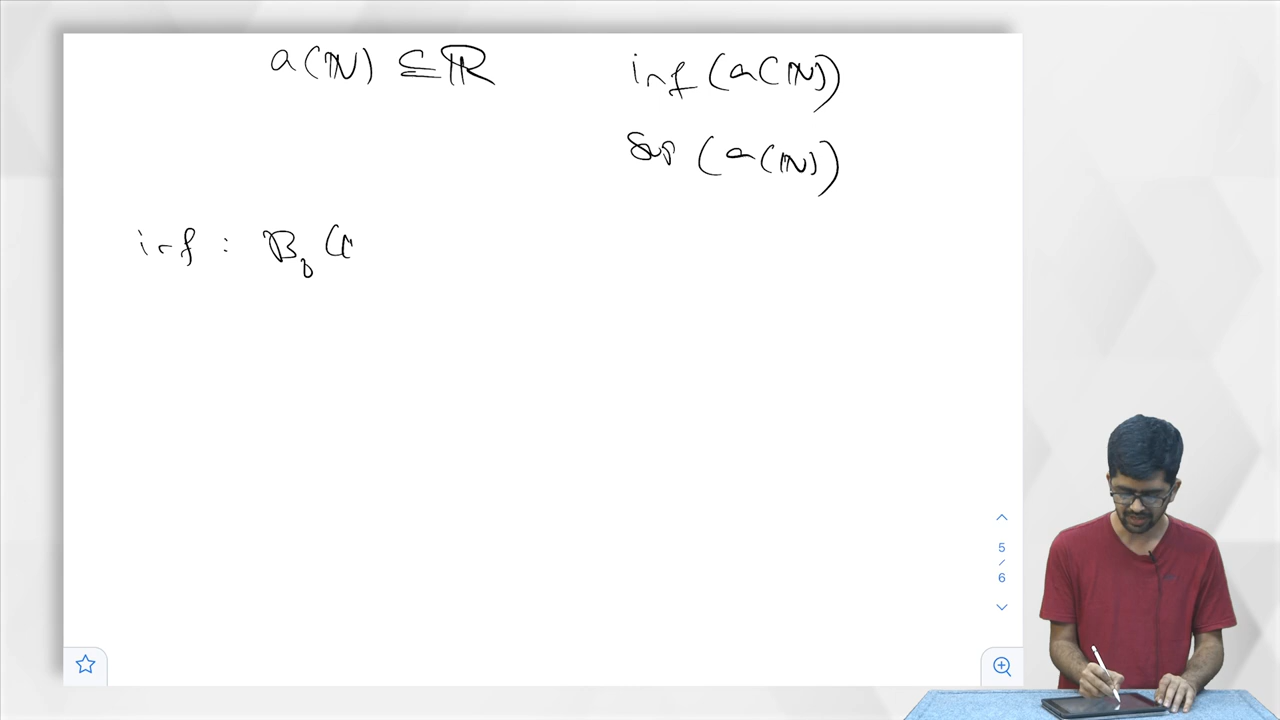 a(ℕ) ⊆ ℝ inf (a(ℕ))
sup (a(ℕ))
inf : B
5
/
6